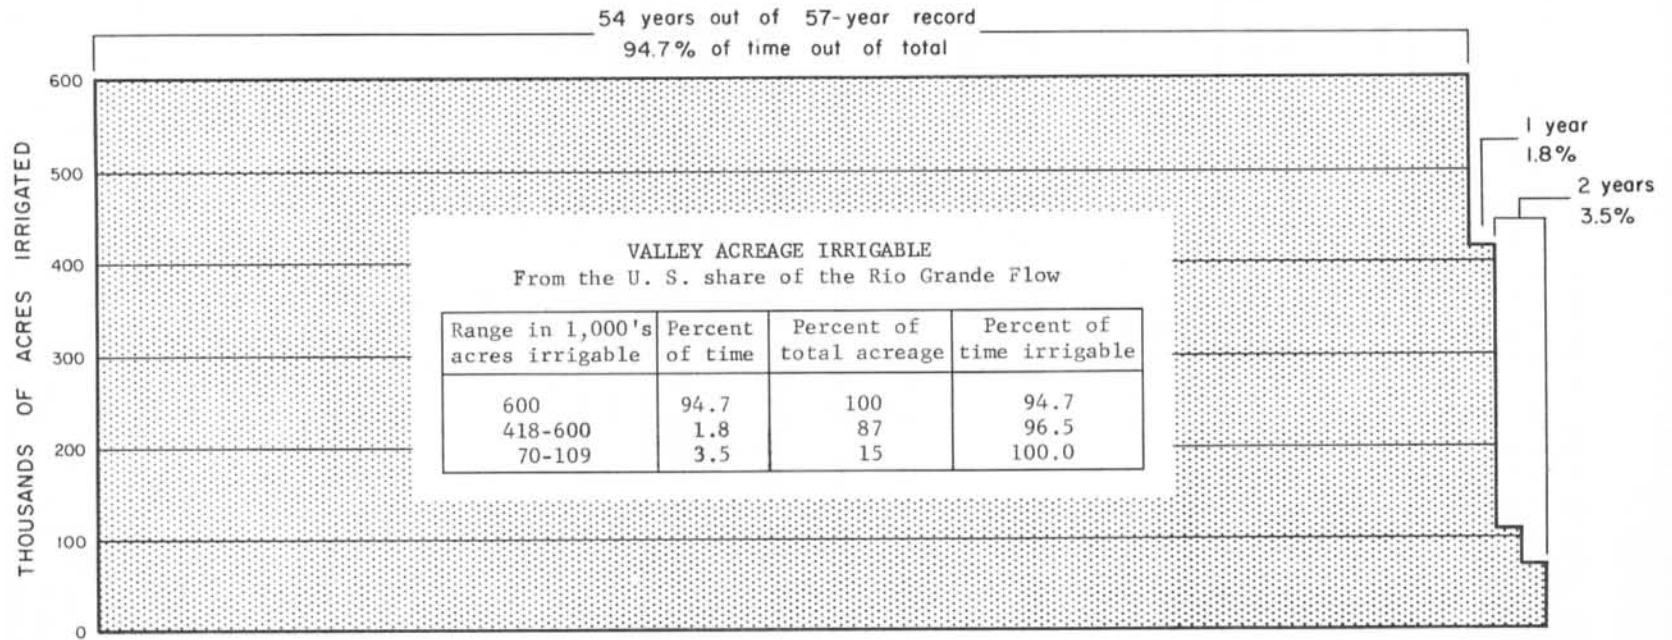 54 years out of 57-year record
94.7% of time out of total
600
500
400
300
200
100
0
THOUSANDS OF ACRES IRRIGATED
1 year
1.8%
2 years
3.5%
VALLEY ACREAGE IRRIGABLE
From the U. S. share of the Rio Grande Flow
Range in 1,000's acres irrigable | Percent of time | Percent of total acreage | Percent of time irrigable
600 94.7 100 94.7
418-600 1.8 87 96.5
70-109 3.5 15 100.0